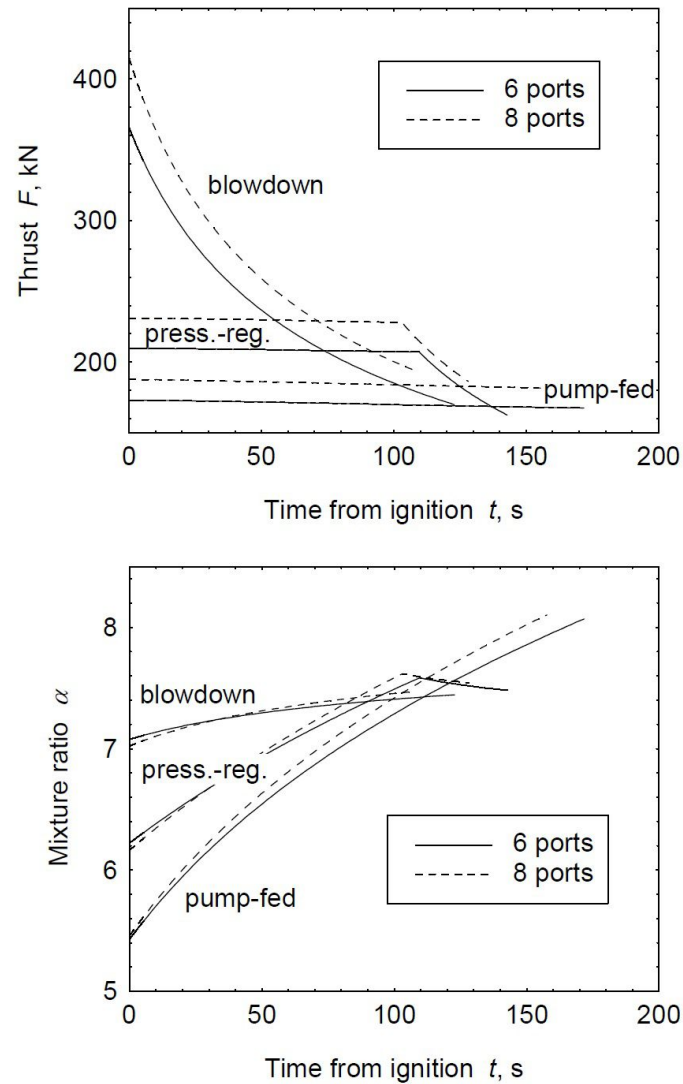 400
300
200
Thrust F, kN
6 ports
8 ports
blowdown
press.-reg.
pump-fed
0 50 100 150 200
Time from ignition t, s
8
7
6
5
Mixture ratio α
blowdown
press.-reg.
pump-fed
6 ports
8 ports
0 50 100 150 200
Time from ignition t, s